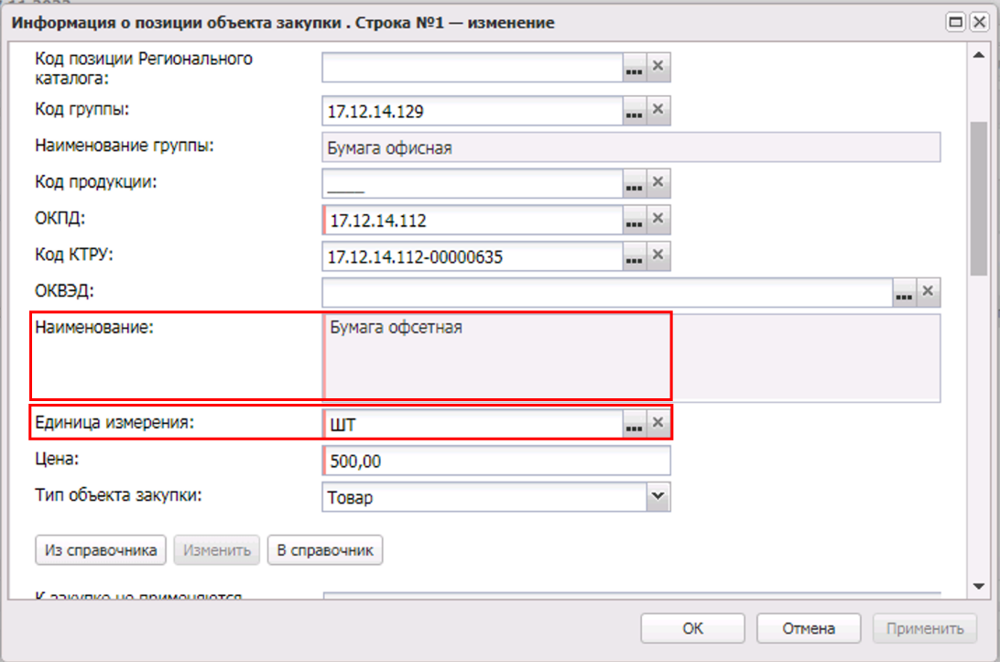 Информация о позиции объекта закупки . Строка №1 — изменение
Код позиции Регионального
каталога:
Код группы: 17.12.14.129
Наименование группы: Бумага офисная
Код продукции: ____
ОКПД: 17.12.14.112
Код КТРУ: 17.12.14.112-00000635
ОКВЭД:
Наименование: Бумага офсетная
Единица измерения: ШТ
Цена: 500,00
Тип объекта закупки: Товар
Из справочника Изменить В справочник
К закупке не применяются
ОК Отмена Применить